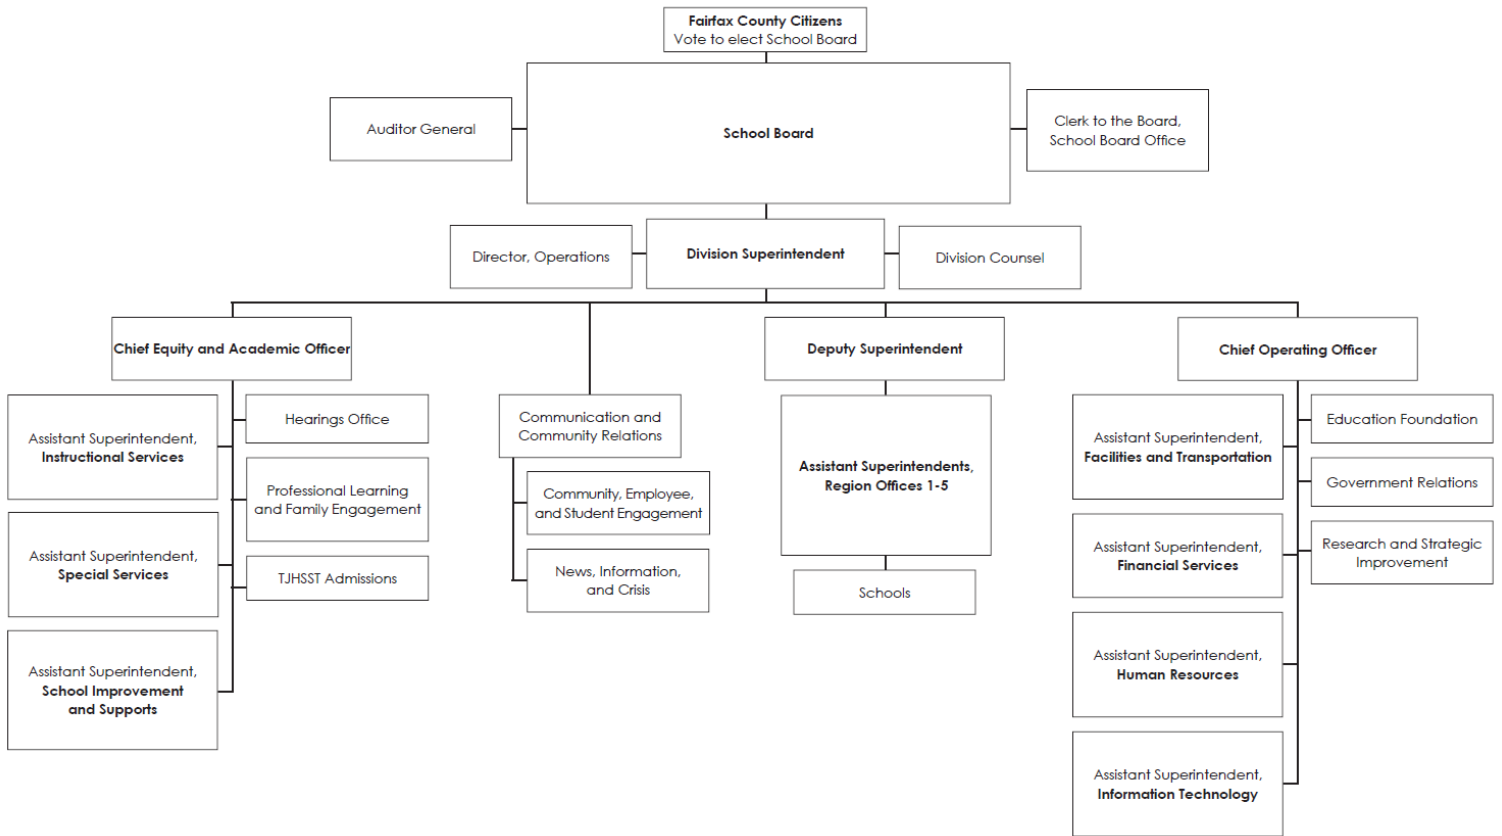 Fairfax County Citizens
Vote to elect School Board
Auditor General
School Board
Clerk to the Board,
School Board Office
Director, Operations
Division Superintendent
Division Counsel
Chief Equity and Academic Officer
Deputy Superintendent
Chief Operating Officer
Assistant Superintendent,
Instructional Services
Hearings Office
Professional Learning
and Family Engagement
Assistant Superintendent,
Special Services
TJHSST Admissions
Assistant Superintendent,
School Improvement
and Supports
Communication and
Community Relations
Community, Employee,
and Student Engagement
News, Information,
and Crisis
Assistant Superintendents,
Region Offices 1-5
Schools
Assistant Superintendent,
Facilities and Transportation
Education Foundation
Government Relations
Assistant Superintendent,
Financial Services
Research and Strategic
Improvement
Assistant Superintendent,
Human Resources
Assistant Superintendent,
Information Technology